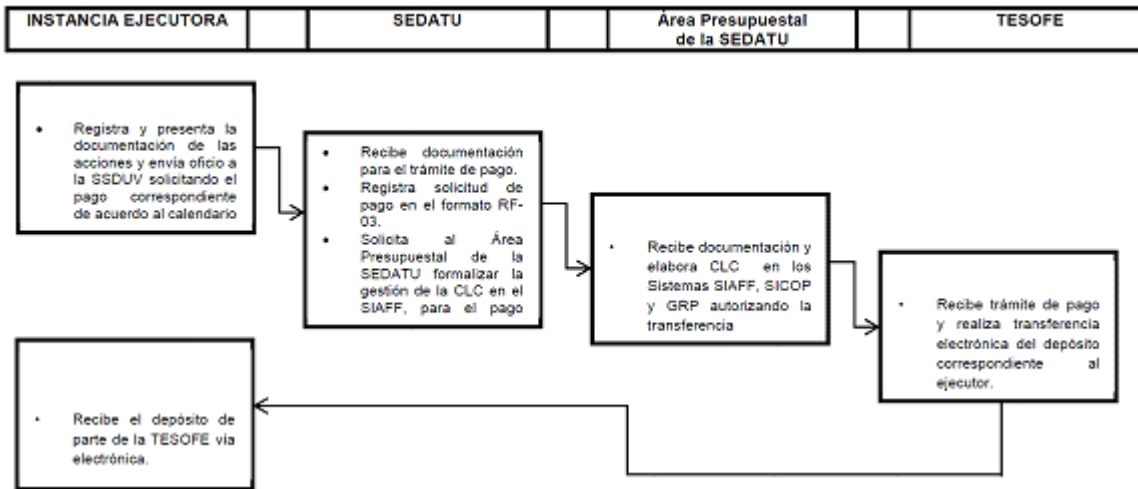 INSTANCIA EJECUTORA
SEDATU
Área Presupuestal
de la SEDATU
TESOFE
• Registra y presenta la
documentación de las
acciones y envía oficio a
la SSDUV solicitando el
pago correspondiente
de acuerdo al calendario
• Recibe documentación
para el trámite de pago.
• Registra solicitud de
pago en el formato RF-
03.
• Solicita al Área
Presupuestal de la
SEDATU formalizar la
gestión de la CLC en el
SIAFF, para el pago
• Recibe documentación y
elabora CLC en los
Sistemas SIAFF, SICOP
y GRP autorizando la
transferencia
• Recibe trámite de pago
y realiza transferencia
electrónica del depósito
correspondiente al
ejecutor.
• Recibe el depósito de
parte de la TESOFE vía
electrónica.